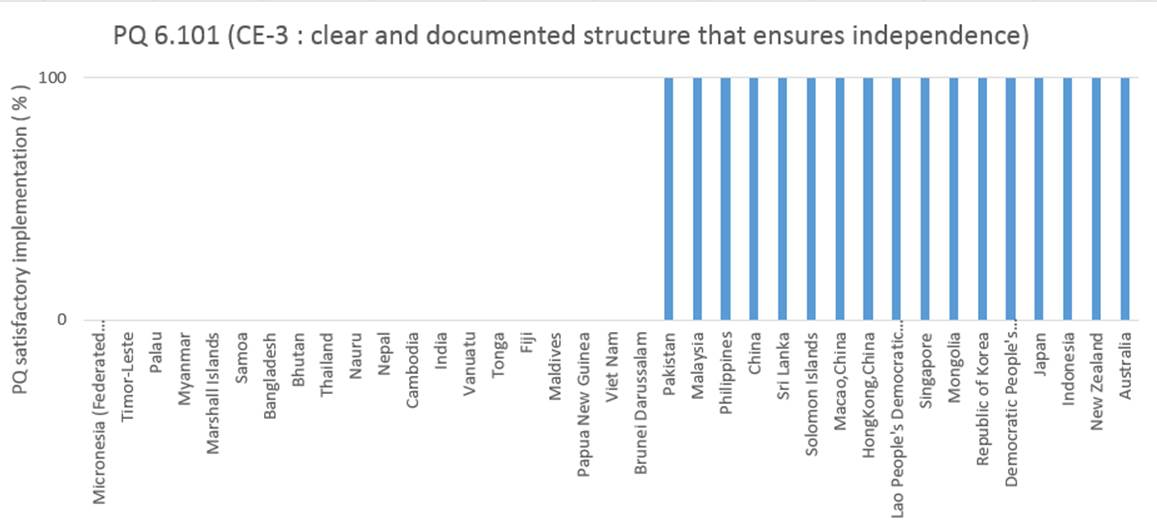 PQ 6.101 (CE-3 : clear and documented structure that ensures independence)
PQ satisfactory implementation ( % )
100
0
Micronesia (Federated...
Timor-Leste
Palau
Myanmar
Marshall Islands
Samoa
Bangladesh
Bhutan
Thailand
Nauru
Nepal
Cambodia
India
Vanuatu
Tonga
Fiji
Maldives
Papua New Guinea
Viet Nam
Brunei Darussalam
Pakistan
Malaysia
Philippines
China
Sri Lanka
Solomon Islands
Macao,China
HongKong,China
Lao People's Democratic...
Singapore
Mongolia
Republic of Korea
Democratic People's...
Japan
Indonesia
New Zealand
Australia